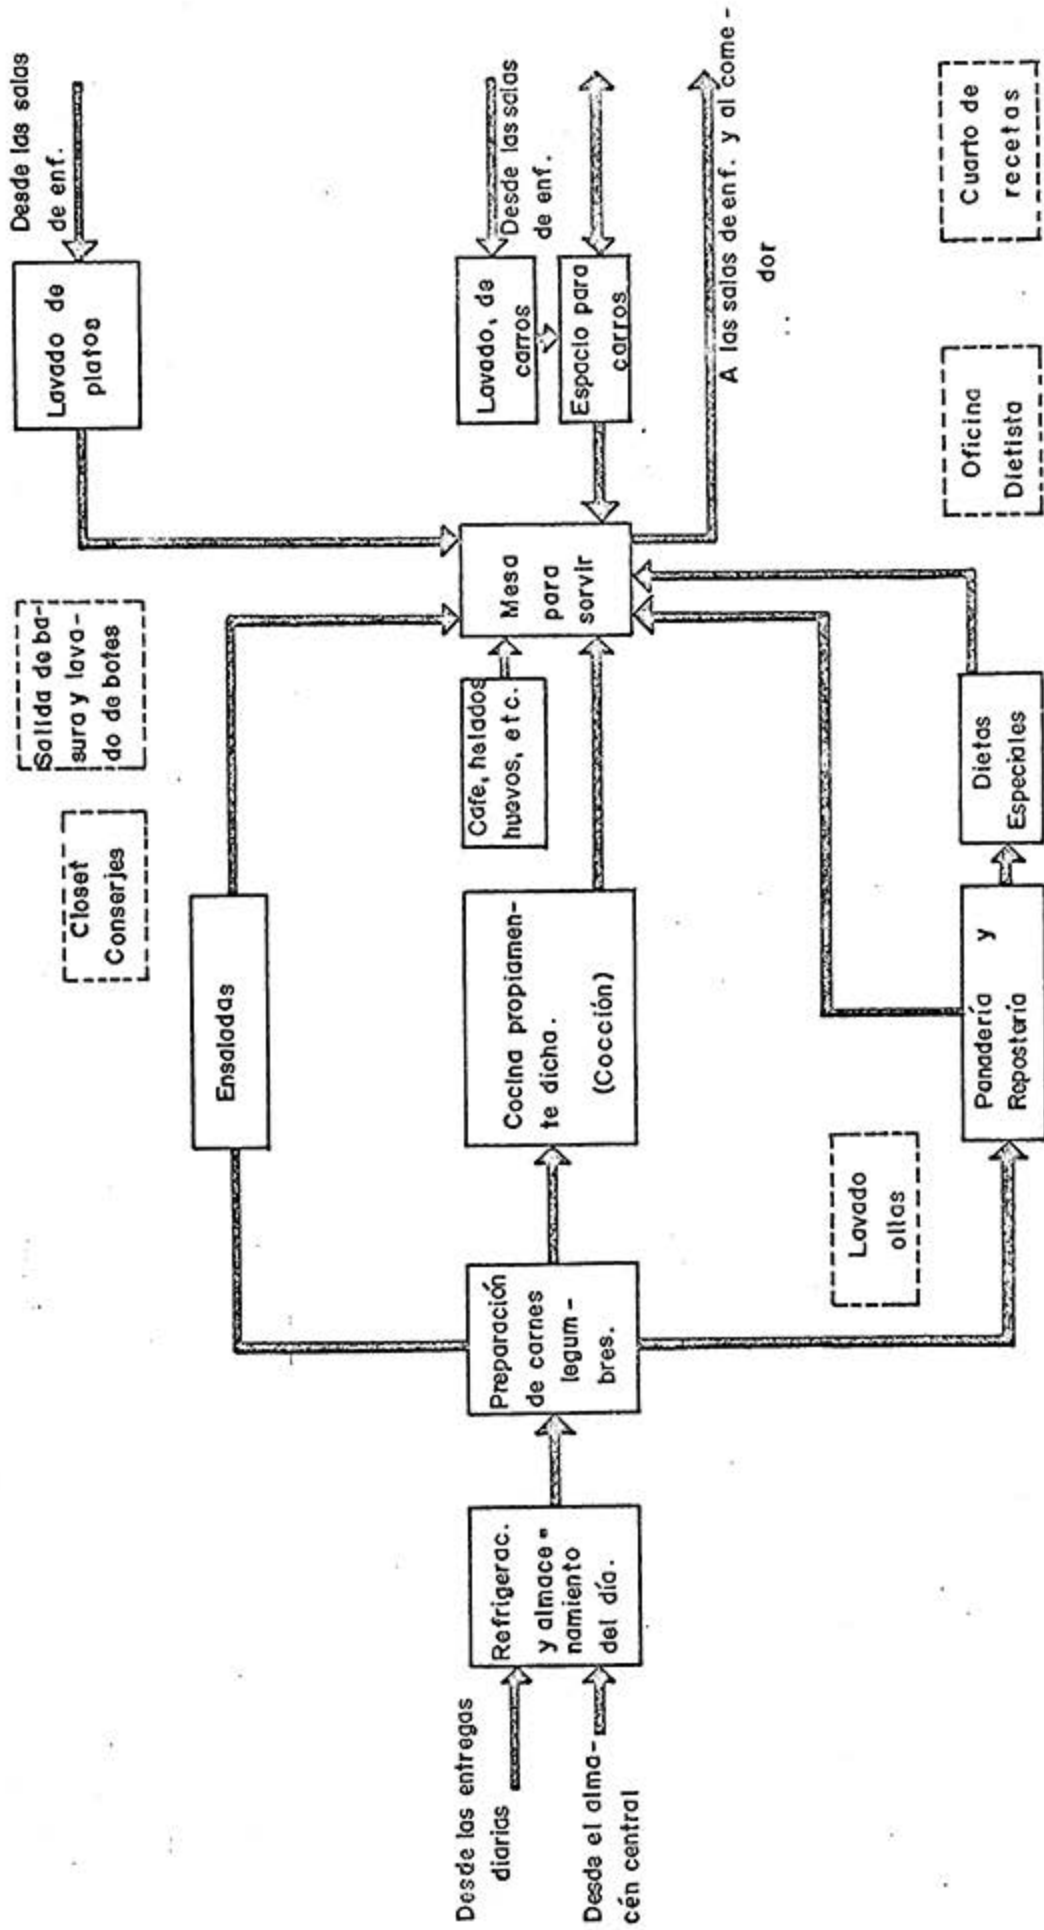 Desde las entregas
diarias
Desde el alma-
cén central
Refrigerac.
y almace-
namiento
del día.
Preparación
de carnes
legum-
bres.
Ensaladas
Cocina propiamen-
te dicha.
(Cocción)
Lavado
ollas
Panadería y
Repostería
Closet
Conserjes
Salida de ba-
sura y lava-
do de botes
Cafe, helados
huevos, etc.
Dietas
Especiales
Mesa
para
sorvir
Lavado de
platos
Desde las salas
de enf.
Lavado, de
carros
Desde las salas
de enf.
Espacio para
carros
A las salas de enf. y al come-
dor
Oficina
Dietista
Cuarto de
recetas